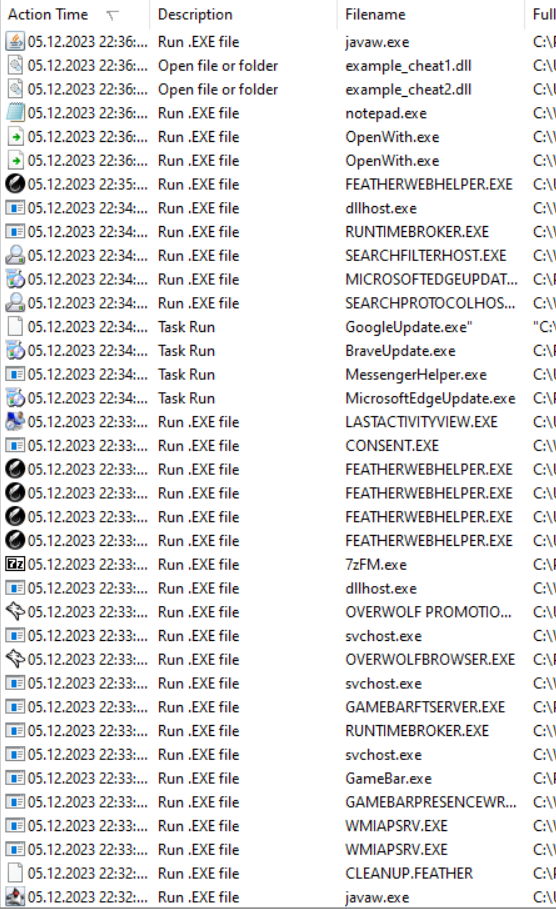 Action Time Description Filename Full
05.12.2023 22:36:... Run .EXE file javaw.exe C:\P
05.12.2023 22:36:... Open file or folder example_cheat1.dll C:\U
05.12.2023 22:36:... Open file or folder example_cheat2.dll C:\U
05.12.2023 22:36:... Run .EXE file notepad.exe C:\W
05.12.2023 22:36:... Run .EXE file OpenWith.exe C:\W
05.12.2023 22:36:... Run .EXE file OpenWith.exe C:\W
05.12.2023 22:35:... Run .EXE file FEATHERWEBHELPER.EXE C:\U
05.12.2023 22:34:... Run .EXE file dllhost.exe C:\W
05.12.2023 22:34:... Run .EXE file RUNTIMEBROKER.EXE C:\W
05.12.2023 22:34:... Run .EXE file SEARCHFILTERHOST.EXE C:\W
05.12.2023 22:34:... Run .EXE file MICROSOFTEDGEUPDAT... C:\P
05.12.2023 22:34:... Run .EXE file SEARCHPROTOCOLHOS... C:\W
05.12.2023 22:34:... Task Run GoogleUpdate.exe" "C:\
05.12.2023 22:34:... Task Run BraveUpdate.exe C:\P
05.12.2023 22:34:... Task Run MessengerHelper.exe C:\W
05.12.2023 22:34:... Task Run MicrosoftEdgeUpdate.exe C:\P
05.12.2023 22:33:... Run .EXE file LASTACTIVITYVIEW.EXE C:\U
05.12.2023 22:33:... Run .EXE file CONSENT.EXE C:\W
05.12.2023 22:33:... Run .EXE file FEATHERWEBHELPER.EXE C:\U
05.12.2023 22:33:... Run .EXE file FEATHERWEBHELPER.EXE C:\U
05.12.2023 22:33:... Run .EXE file FEATHERWEBHELPER.EXE C:\U
05.12.2023 22:33:... Run .EXE file FEATHERWEBHELPER.EXE C:\U
05.12.2023 22:33:... Run .EXE file 7zFM.exe C:\P
05.12.2023 22:33:... Run .EXE file dllhost.exe C:\W
05.12.2023 22:33:... Run .EXE file OVERWOLF PROMOTIO... C:\U
05.12.2023 22:33:... Run .EXE file svchost.exe C:\W
05.12.2023 22:33:... Run .EXE file OVERWOLFBROWSER.EXE C:\P
05.12.2023 22:33:... Run .EXE file svchost.exe C:\W
05.12.2023 22:33:... Run .EXE file GAMEBARFTSERVER.EXE C:\P
05.12.2023 22:33:... Run .EXE file RUNTIMEBROKER.EXE C:\W
05.12.2023 22:33:... Run .EXE file svchost.exe C:\W
05.12.2023 22:33:... Run .EXE file GameBar.exe C:\P
05.12.2023 22:33:... Run .EXE file GAMEBARPRESENCEWR... C:\W
05.12.2023 22:33:... Run .EXE file WMIAPSRV.EXE C:\W
05.12.2023 22:33:... Run .EXE file WMIAPSRV.EXE C:\W
05.12.2023 22:32:... Run .EXE file CLEANUP.FEATHER C:\U
05.12.2023 22:32:... Run .EXE file javaw.exe C:\U